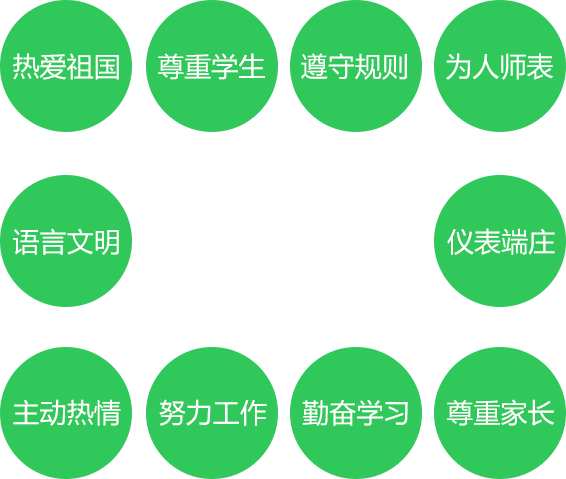 热爱祖国
尊重学生
遵守规则
为人师表
语言文明
仪表端庄
主动热情
努力工作
勤奋学习
尊重家长